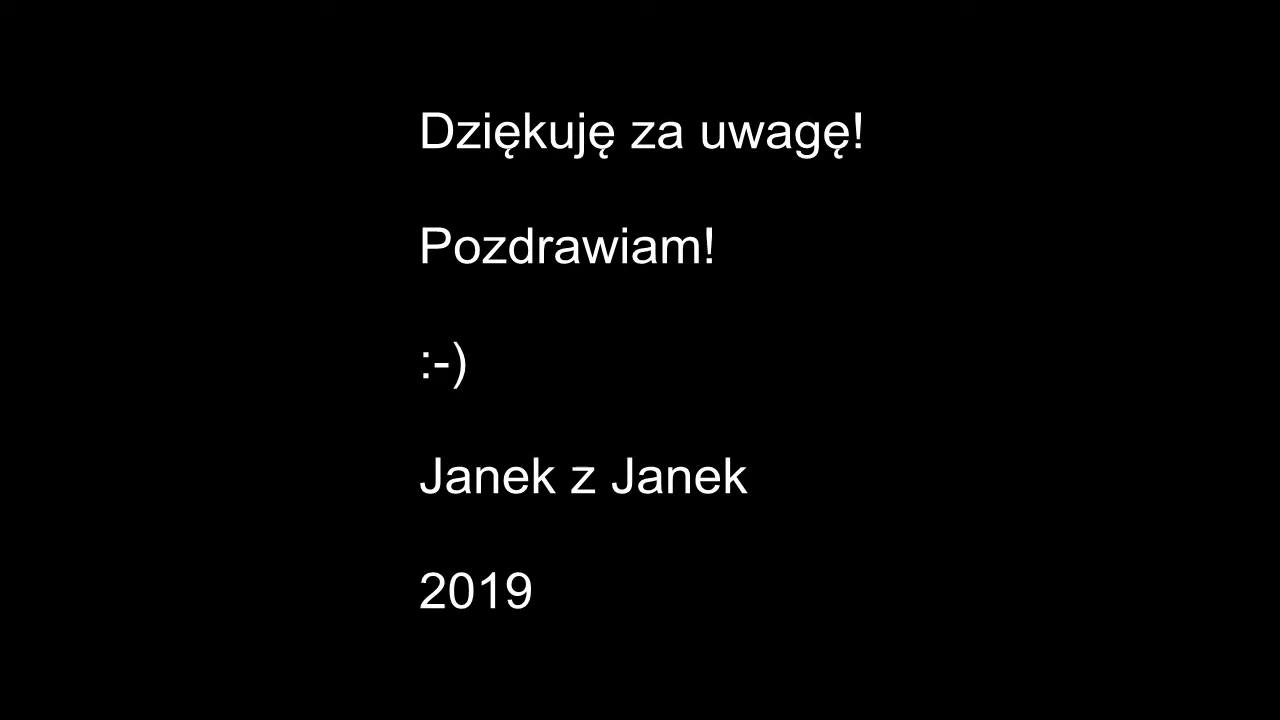 Dziękuję za uwagę!
Pozdrawiam!
:-)
Janek z Janek
2019